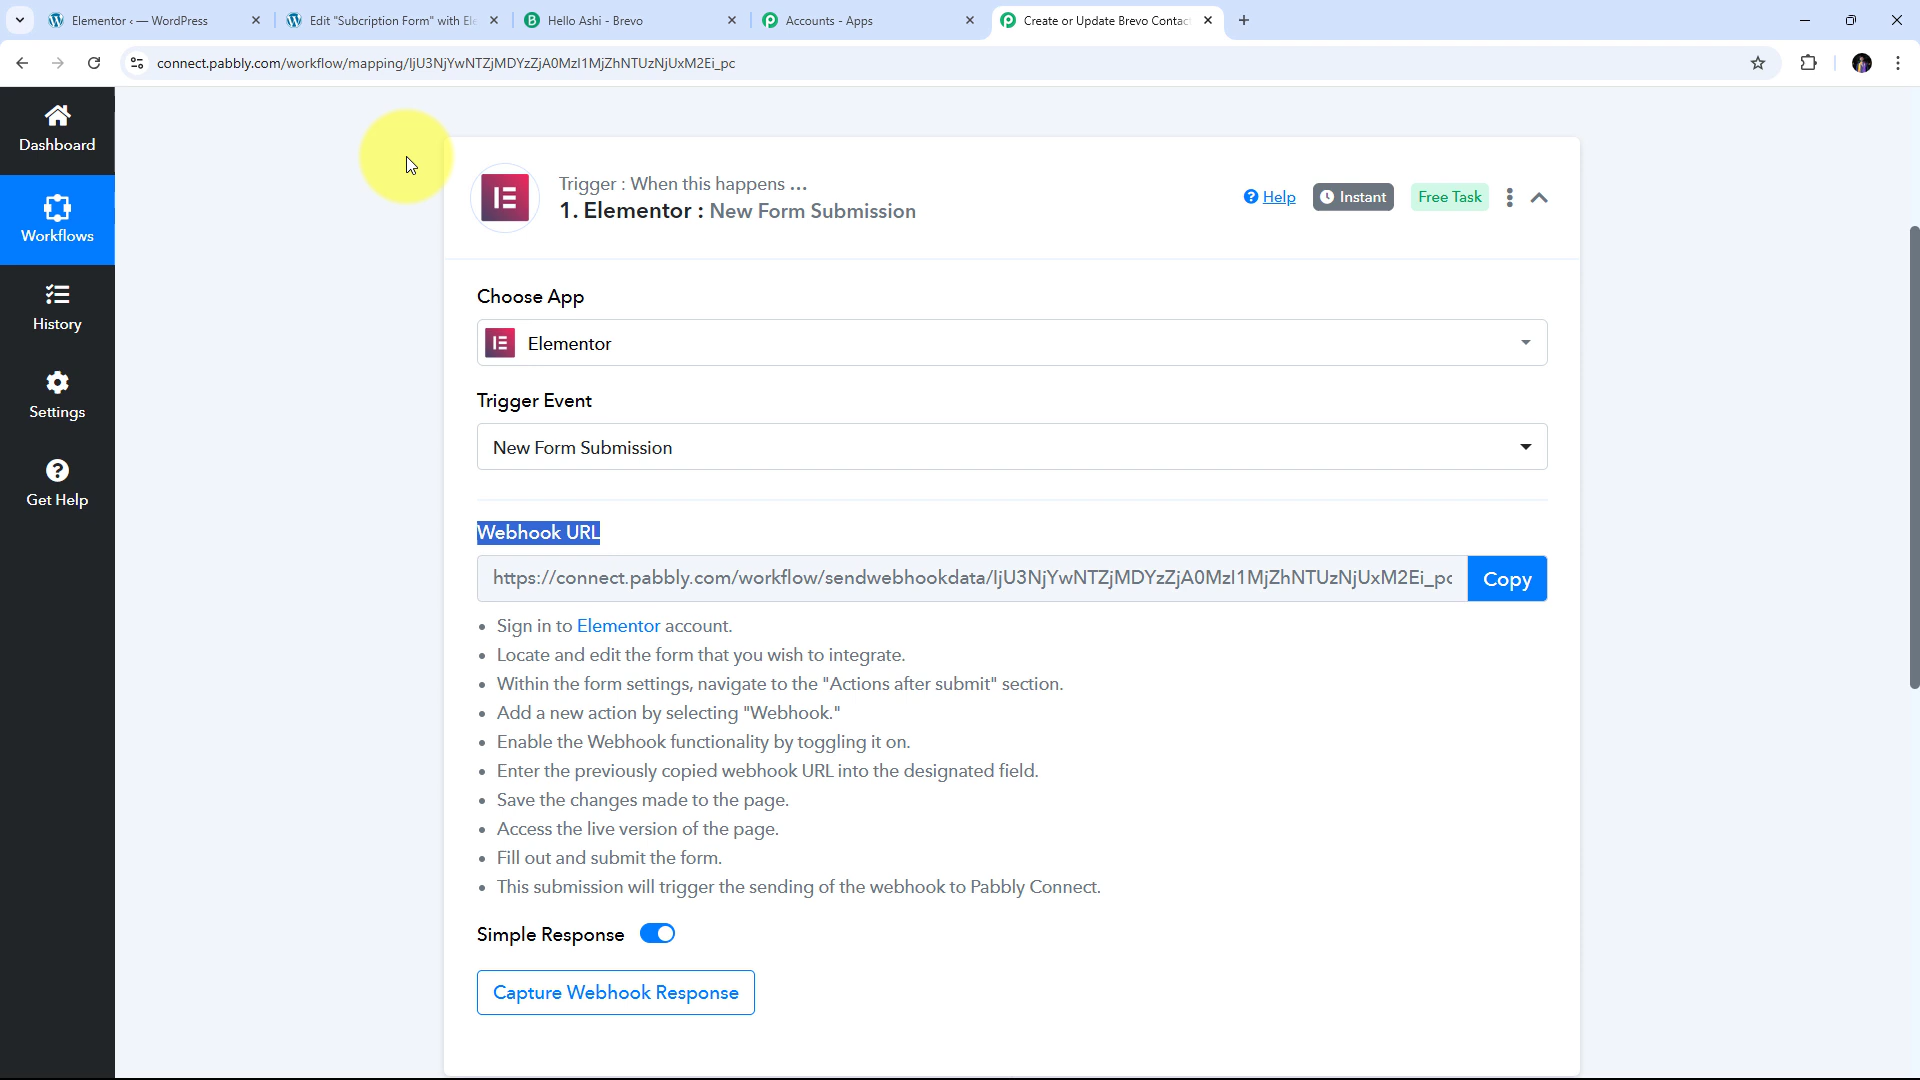 Elementor ‹ — WordPress
Edit "Subcription Form" with Ele
Hello Ashi - Brevo
Accounts - Apps
Create or Update Brevo Contac
connect.pabbly.com/workflow/mapping/IjU3NjYwNTZjMDYzZjA0MzI1MjZhNTUzNjUxM2Ei_pc
Dashboard
Workflows
History
Settings
Get Help
Trigger : When this happens ...
1. Elementor : New Form Submission
Help
Instant
Free Task
Choose App
Elementor
Trigger Event
New Form Submission
Webhook URL
https://connect.pabbly.com/workflow/sendwebhookdata/IjU3NjYwNTZjMDYzZjA0MzI1MjZhNTUzNjUxM2Ei_pc
Copy
• Sign in to Elementor account.
• Locate and edit the form that you wish to integrate.
• Within the form settings, navigate to the "Actions after submit" section.
• Add a new action by selecting "Webhook."
• Enable the Webhook functionality by toggling it on.
• Enter the previously copied webhook URL into the designated field.
• Save the changes made to the page.
• Access the live version of the page.
• Fill out and submit the form.
• This submission will trigger the sending of the webhook to Pabbly Connect.
Simple Response
Capture Webhook Response